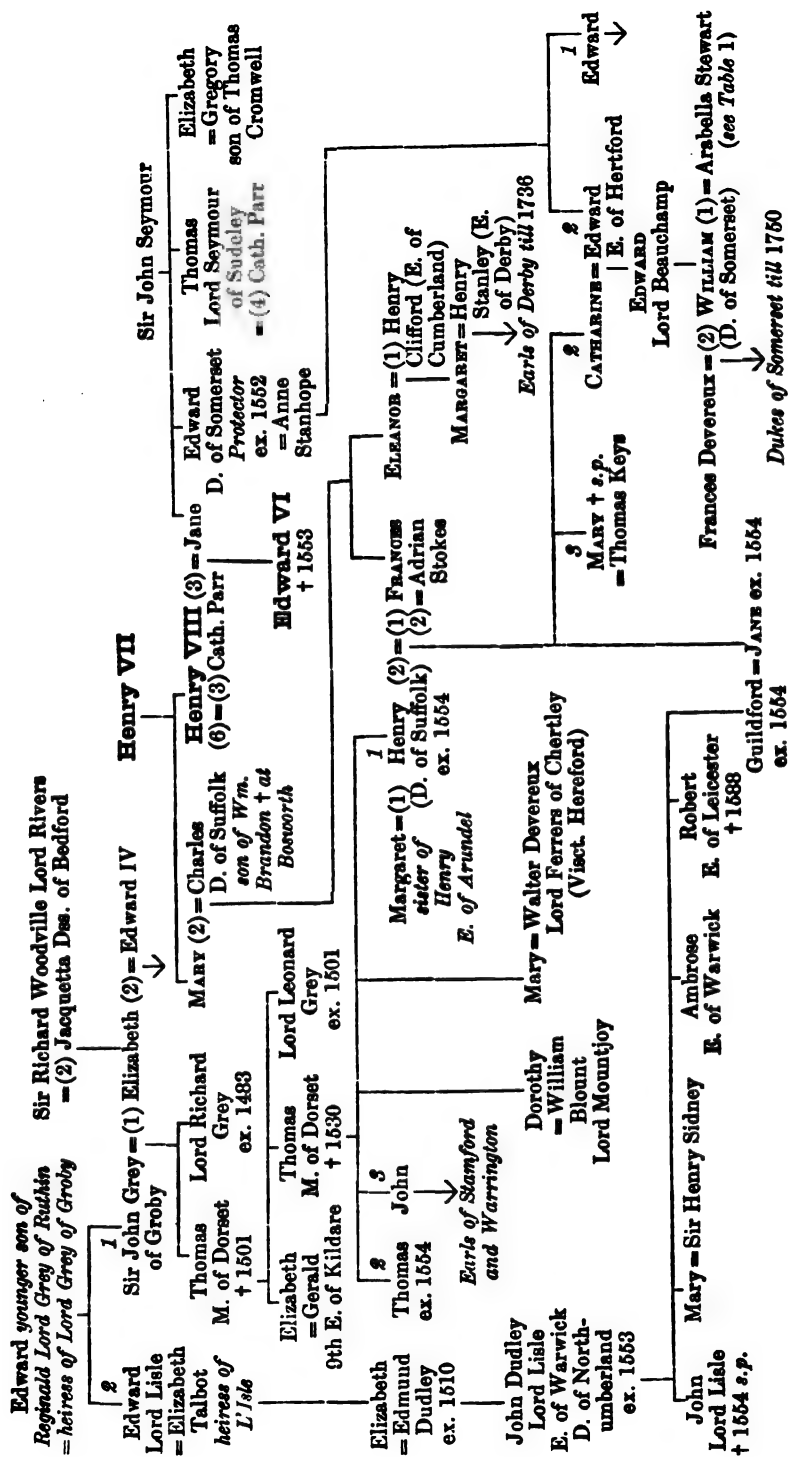 Edward younger son of
Reginald Lord Grey of Ruthin
=heiress of Lord Grey of Groby
Sir Richard Woodville Lord Rivers
=(2) Jacquetta Dss. of Bedford
2
Edward
Lord Lisle
=Elizabeth
Talbot
heiress of
L'Isle
1
Sir John Grey=(1) Elizabeth (2)=Edward IV
of Groby
Henry VII
Sir John Seymour
Thomas
M. of Dorset
† 1501
Lord Richard
Grey
ex. 1483
MARY (2)=Charles
D. of Suffolk
son of Wm.
Brandon † at
Bosworth
Henry VIII (3)=Jane
(6)=(3) Cath. Parr
Edward
D. of Somerset
Protector
ex. 1552
=Anne
Stanhope
Thomas
Lord Seymour
of Sudeley
=(4) Cath. Parr
Elizabeth
=Gregory
son of Thomas
Cromwell
Edward VI
† 1553
Elizabeth
=Gerald
9th E. of Kildare
Thomas
M. of Dorset
† 1530
Lord Leonard
Grey
ex. 1501
Elizabeth
=Edmund
Dudley
ex. 1510
2
Thomas
ex. 1554
3
John
Earls of Stamford
and Warrington
Margaret=(1)
sister of
Henry
E. of Arundel
1
Henry (2)=(1) FRANCES
(D. of Suffolk)
ex. 1554
(2)=Adrian
Stokes
ELEANOR=(1) Henry
Clifford (E. of
Cumberland)
MARGARET=Henry
Stanley (E.
of Derby)
Earls of Derby till 1736
John Dudley
Lord Lisle
E. of Warwick
D. of North-
umberland
ex. 1553
Dorothy
=William
Blount
Lord Mountjoy
Mary=Walter Devereux
Lord Ferrers of Chertley
(Visct. Hereford)
3
MARY † s.p.
=Thomas Keys
2
2
CATHARINE=Edward
E. of Hertford
1
Edward
EDWARD
Lord Beauchamp
John
Lord Lisle
† 1554 s.p.
Mary=Sir Henry Sidney
Ambrose
E. of Warwick
Robert
E. of Leicester
† 1588
Guildford=JANE ex. 1554
ex. 1554
Frances Devereux=(2) WILLIAM (1)=Arabella Stewart
(D. of Somerset)
(see Table 1)
Dukes of Somerset till 1750